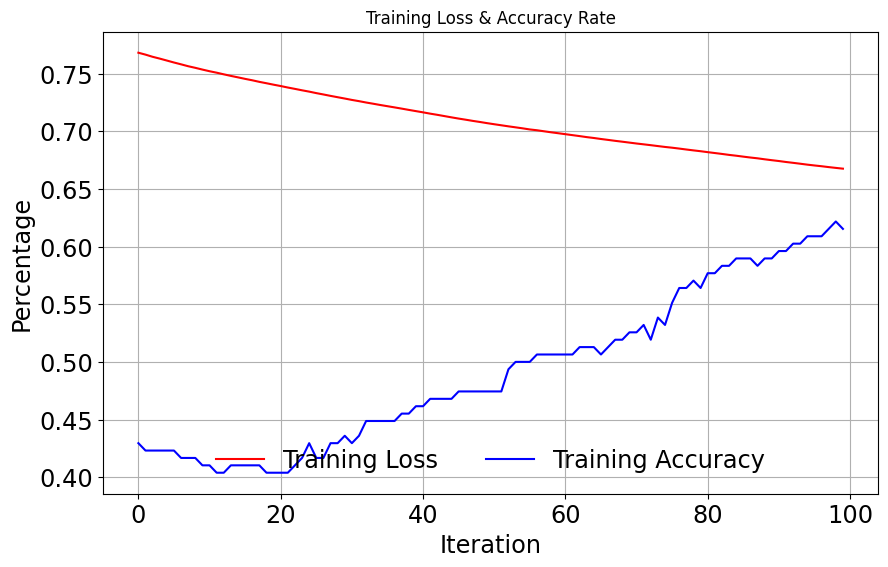 Training Loss & Accuracy Rate
Percentage
0.75
0.70
0.65
0.60
0.55
0.50
0.45
0.40
Training Loss Training Accuracy
0 20 40 60 80 100
Iteration